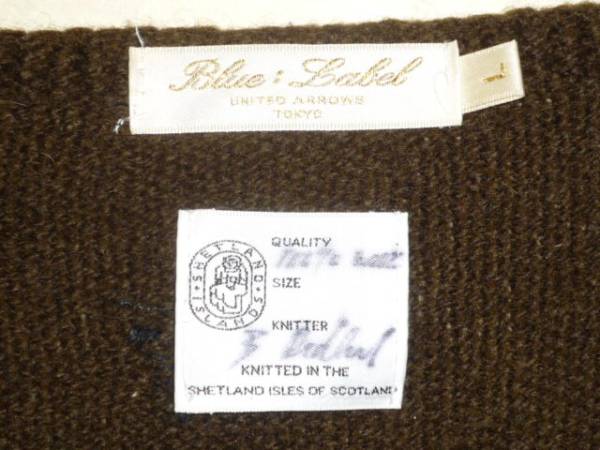 Blue : Label
UNITED ARROWS
TOKYO
L
SHETLAND
ISLANDS
QUALITY
SIZE
KNITTER
KNITTED IN THE
SHETLAND ISLES OF SCOTLAND